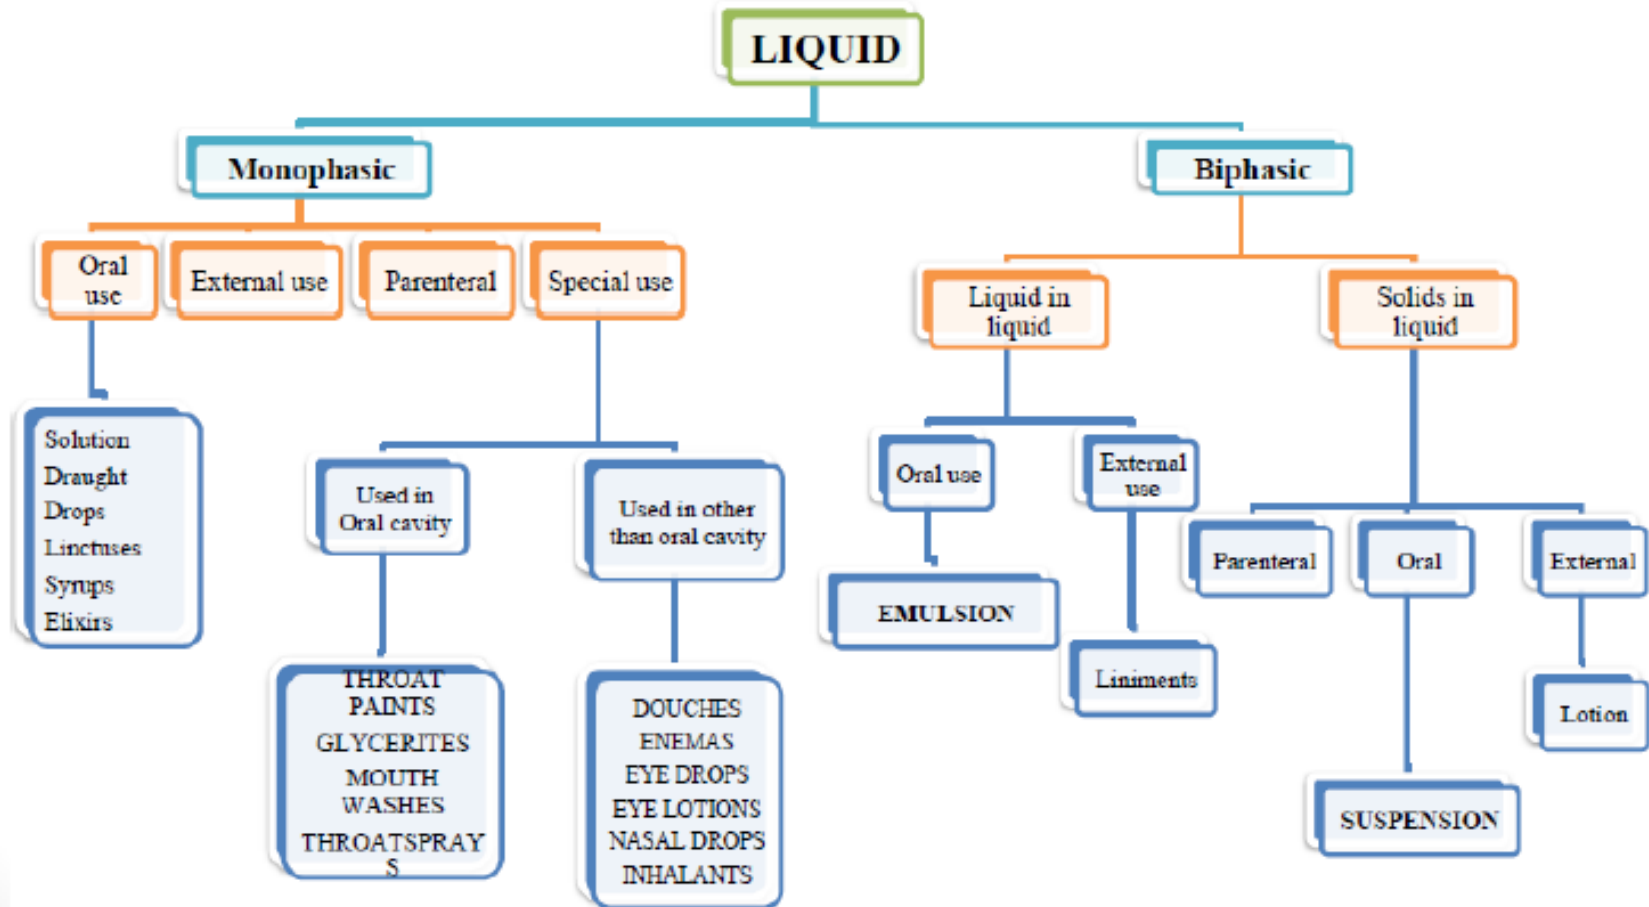 LIQUID
Monophasic
Biphasic
Oral
use
External use
Parenteral
Special use
Liquid in
liquid
Solids in
liquid
Solution
Draught
Drops
Linctuses
Syrups
Elixirs
Used in
Oral cavity
Used in other
than oral cavity
Oral use
External
use
Parenteral
Oral
External
EMULSION
Liniments
Lotion
SUSPENSION
THROAT
PAINTS
GLYCERITES
MOUTH
WASHES
THROATSPRAY
S
DOUCHES
ENEMAS
EYE DROPS
EYE LOTIONS
NASAL DROPS
INHALANTS